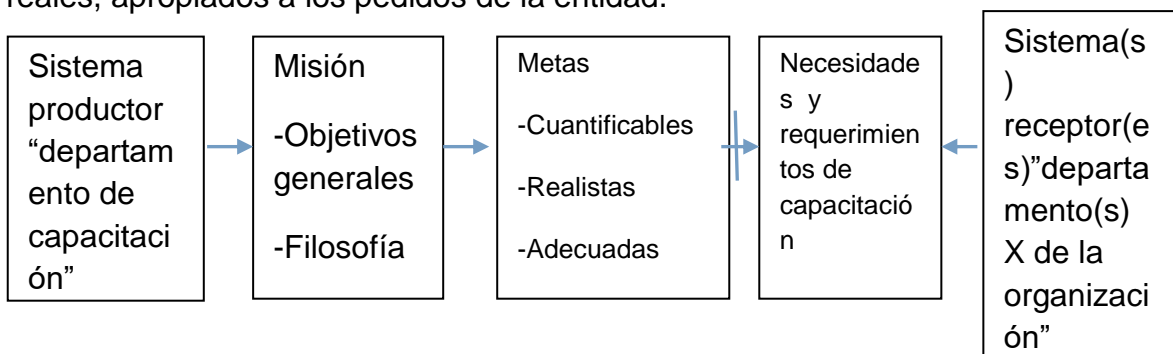 reales, apropiados a los pedidos de la entidad.
Sistema
productor
“departam
ento de
capacitaci
ón”
Misión
-Objetivos
generales
-Filosofía
Metas
-Cuantificables
-Realistas
-Adecuadas
Necesidade
s y
requerimien
tos de
capacitació
n
Sistema(s
)
receptor(e
s)”departa
mento(s)
X de la
organizaci
ón”